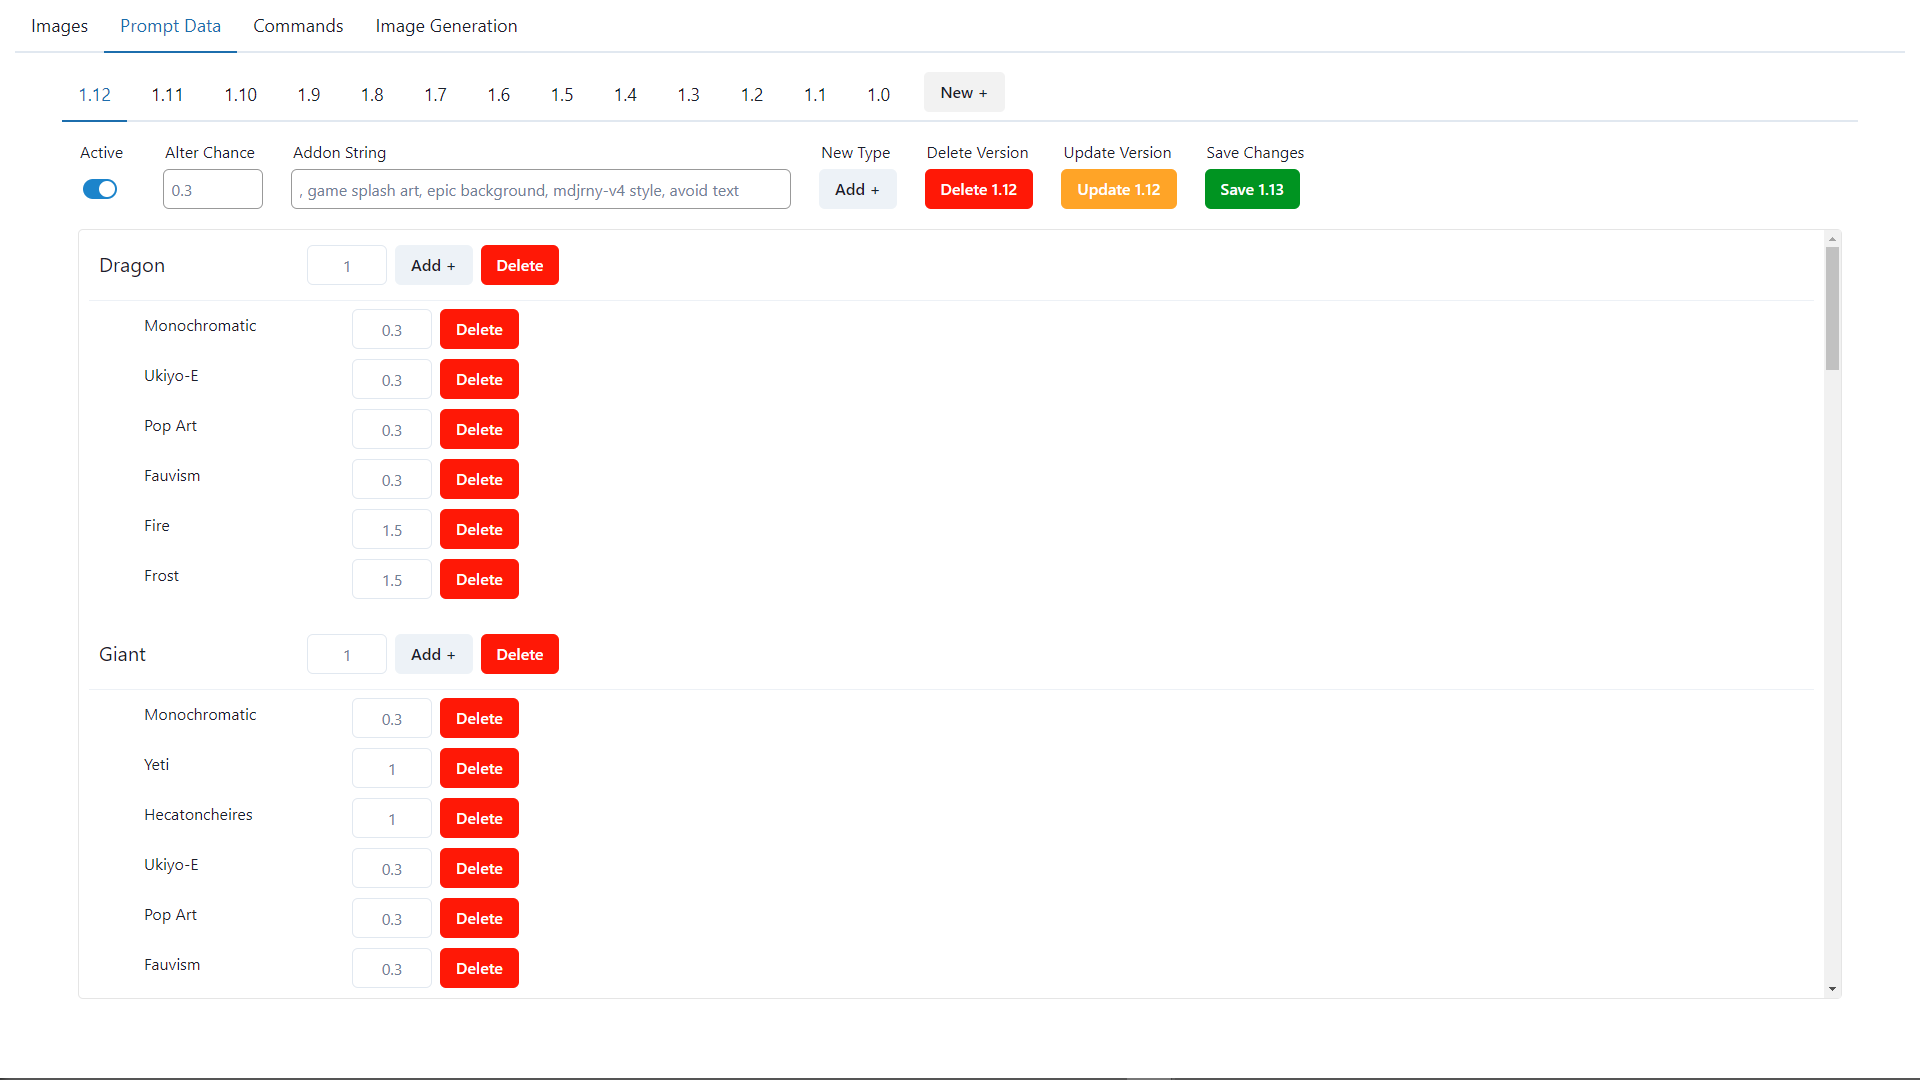 Images Prompt Data Commands Image Generation
1.12 1.11 1.10 1.9 1.8 1.7 1.6 1.5 1.4 1.3 1.2 1.1 1.0 New +
Active Alter Chance Addon String New Type Delete Version Update Version Save Changes
0.3 , game splash art, epic background, mdjrny-v4 style, avoid text Add + Delete 1.12 Update 1.12 Save 1.13
Dragon 1 Add + Delete
Monochromatic 0.3 Delete
Ukiyo-E 0.3 Delete
Pop Art 0.3 Delete
Fauvism 0.3 Delete
Fire 1.5 Delete
Frost 1.5 Delete
Giant 1 Add + Delete
Monochromatic 0.3 Delete
Yeti 1 Delete
Hecatoncheires 1 Delete
Ukiyo-E 0.3 Delete
Pop Art 0.3 Delete
Fauvism 0.3 Delete